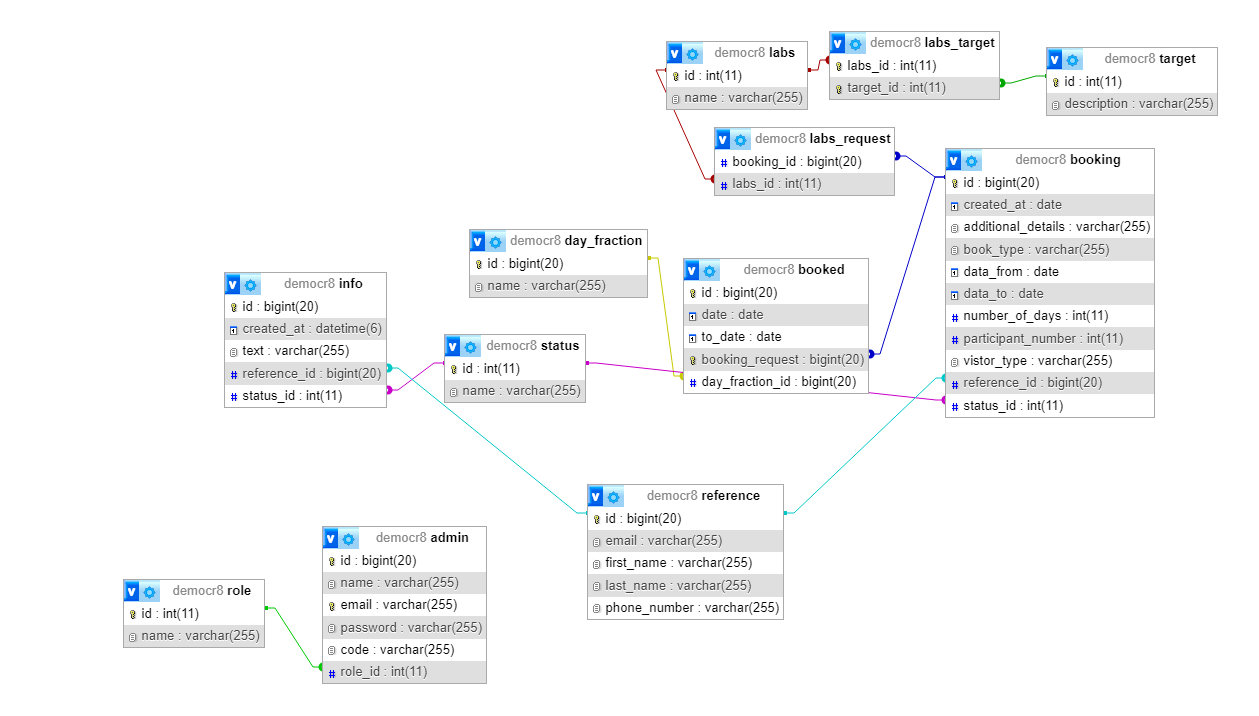 democr8 labs
id : int(11)
name : varchar(255)
democr8 labs_target
labs_id : int(11)
target_id : int(11)
democr8 target
id : int(11)
description : varchar(255)
democr8 labs_request
booking_id : bigint(20)
labs_id : int(11)
democr8 booking
id : bigint(20)
created_at : date
additional_details : varchar(255)
book_type : varchar(255)
data_from : date
data_to : date
number_of_days : int(11)
participant_number : int(11)
vistor_type : varchar(255)
reference_id : bigint(20)
status_id : int(11)
democr8 day_fraction
id : bigint(20)
name : varchar(255)
democr8 booked
id : bigint(20)
date : date
to_date : date
booking_request : bigint(20)
day_fraction_id : bigint(20)
democr8 info
id : bigint(20)
created_at : datetime(6)
text : varchar(255)
reference_id : bigint(20)
status_id : int(11)
democr8 status
id : int(11)
name : varchar(255)
democr8 reference
id : bigint(20)
email : varchar(255)
first_name : varchar(255)
last_name : varchar(255)
phone_number : varchar(255)
democr8 admin
id : bigint(20)
name : varchar(255)
email : varchar(255)
password : varchar(255)
code : varchar(255)
role_id : int(11)
democr8 role
id : int(11)
name : varchar(255)